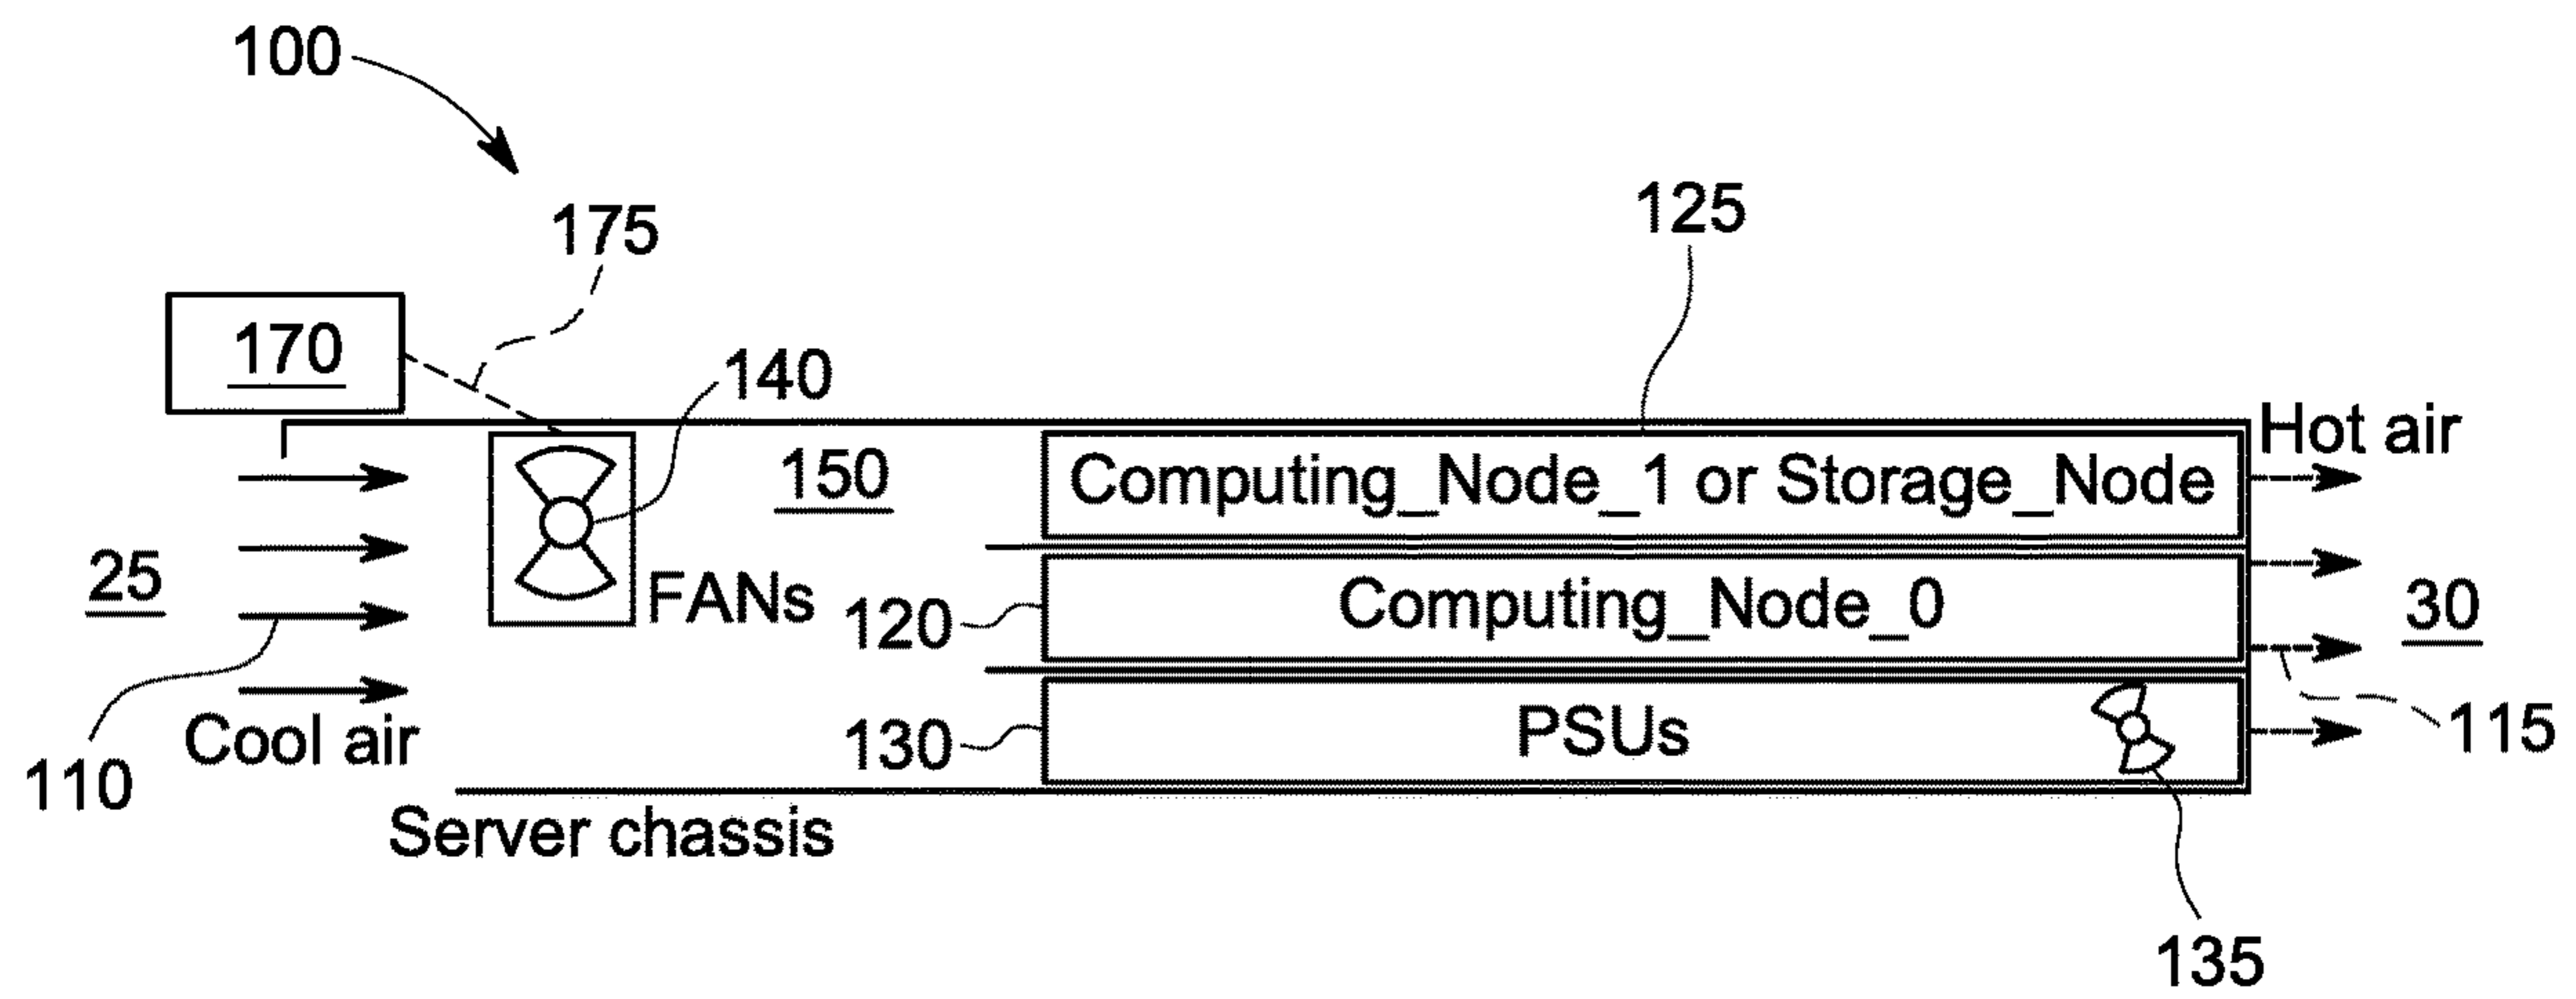 100
175
125
170
140
Hot air
150
Computing_Node_1 or Storage_Node
25
FANs
120
Computing_Node_0
30
Cool air
130
PSUs
115
110
Server chassis
135